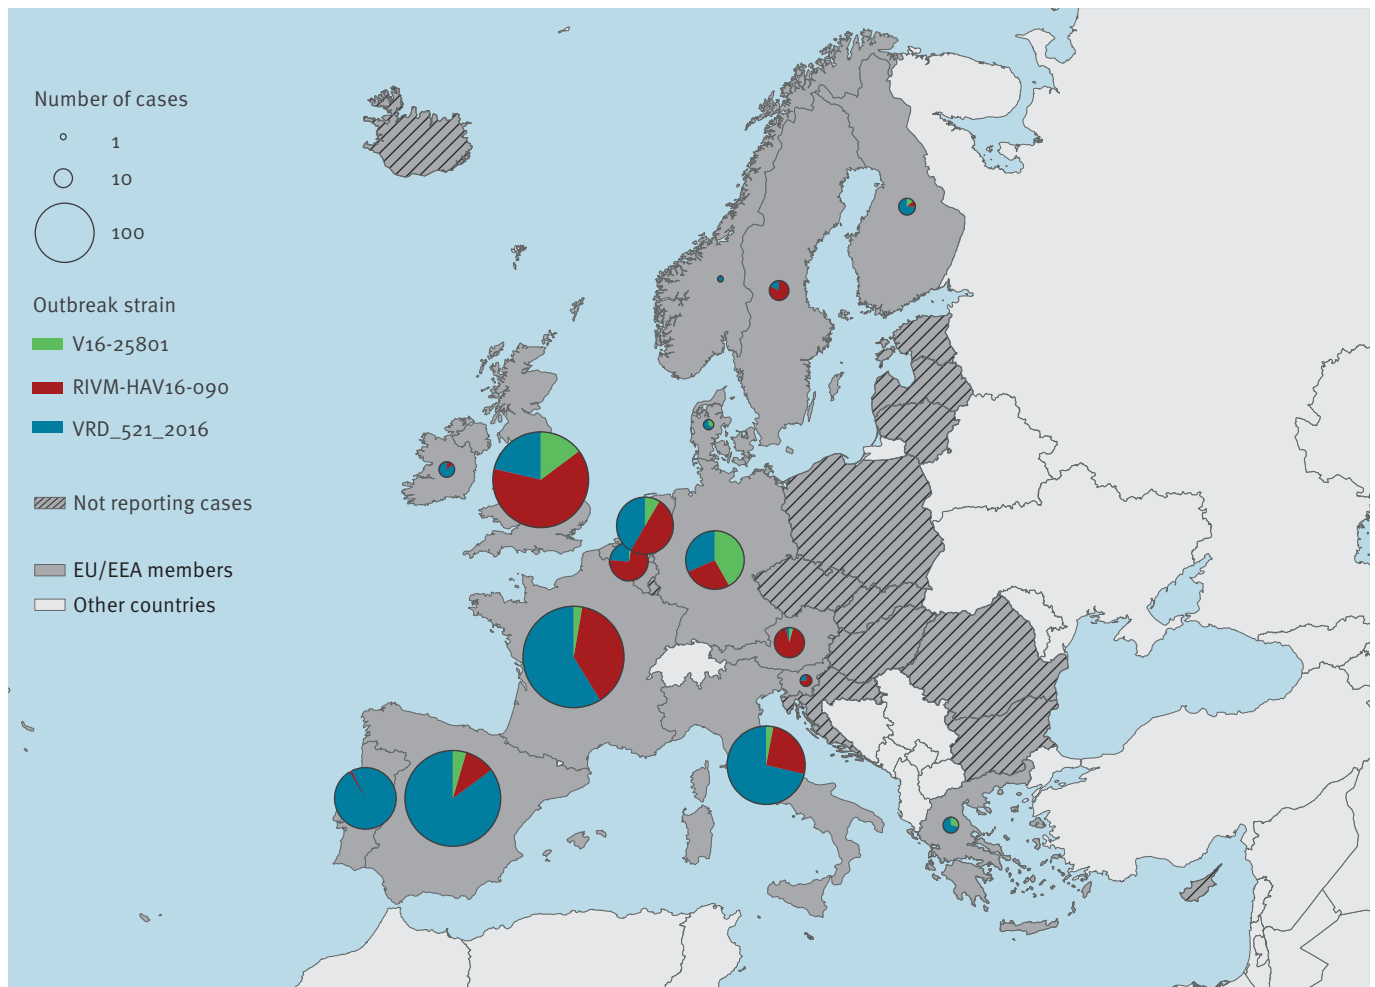 Number of cases
1
10
100
Outbreak strain
V16-25801
RIVM-HAV16-090
VRD_521_2016
Not reporting cases
EU/EEA members
Other countries